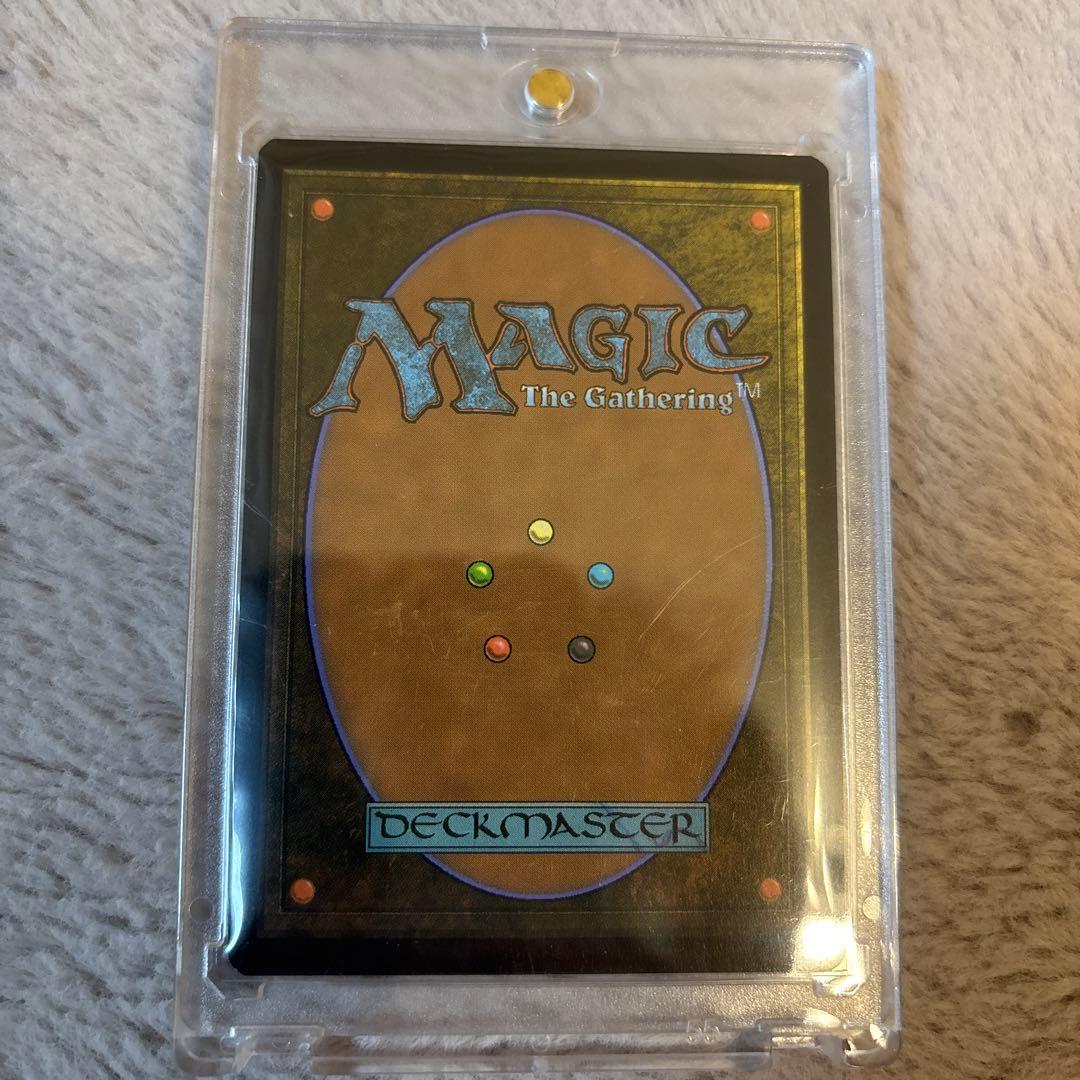 MAGIC
The Gathering™
DECKMASTER